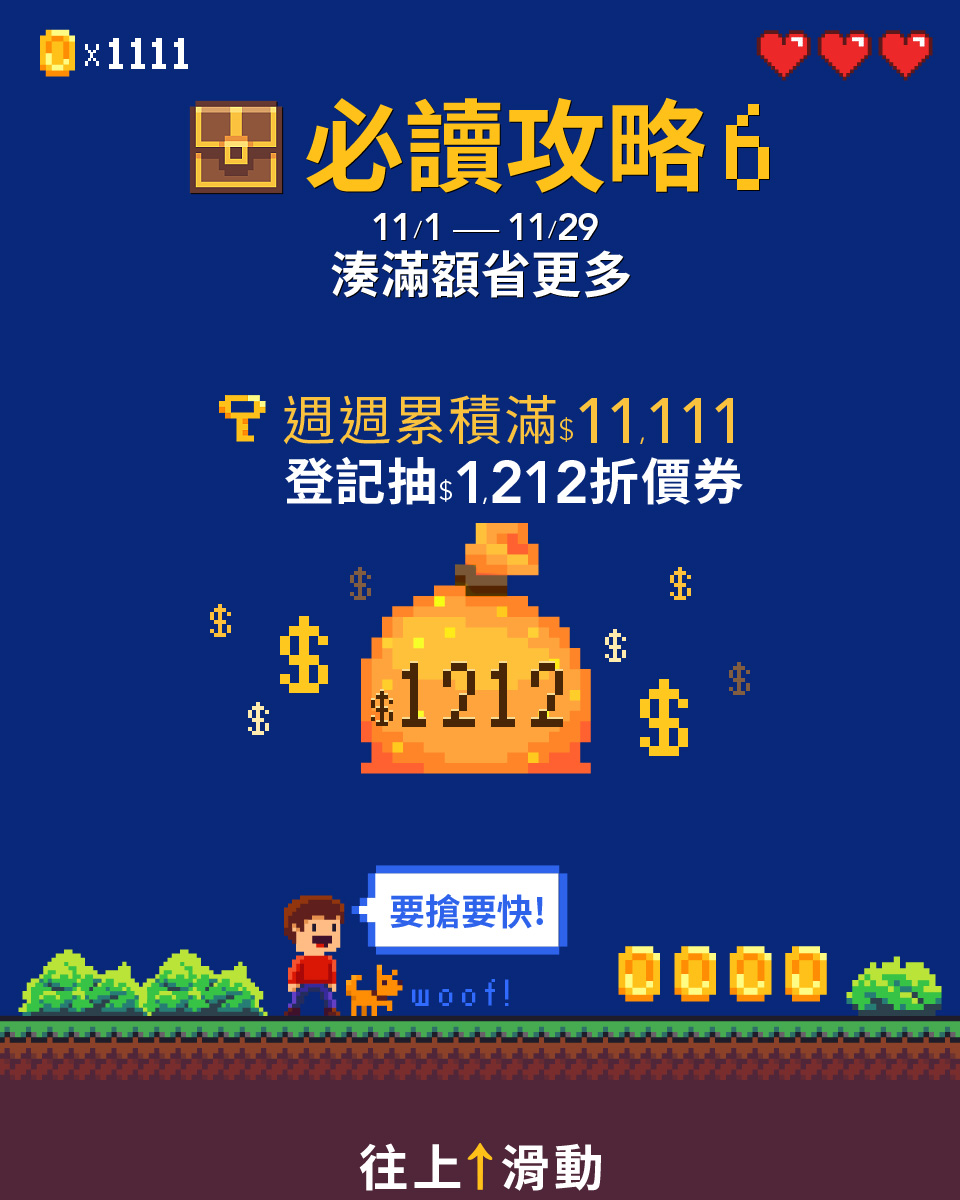 x1111
必讀攻略6
11/1 — 11/29
湊滿額省更多
週週累積滿$11,111
登記抽$1,212折價券
$1212
要搶要快!
woof!
往上↑滑動